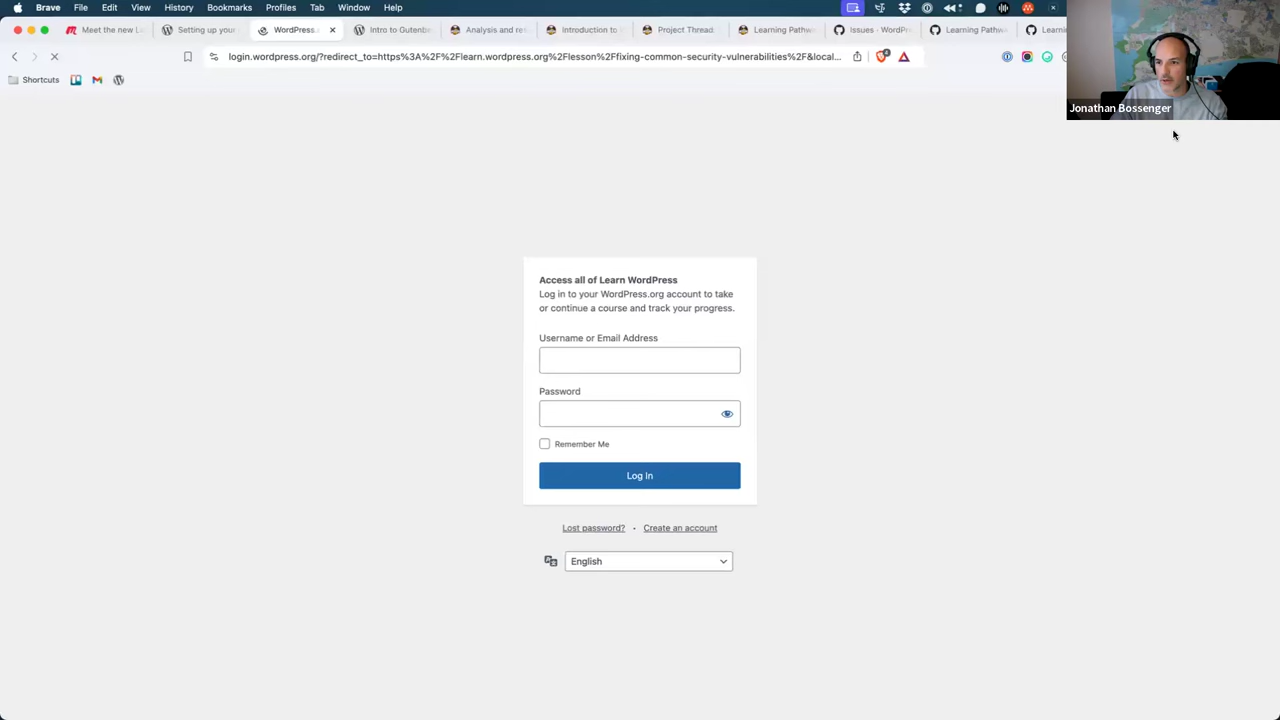 Brave File Edit View History Bookmarks Profiles Tab Window Help
Meet the new L
Setting up your
WordPress.
Intro to Gutenb
Analysis and res
Introduction to
Project Thread
Learning Pathw
Issues · WordPr
Learning Pathw
Learni
login.wordpress.org/?redirect_to=https%3A%2F%2Flearn.wordpress.org%2Flesson%2Ffixing-common-security-vulnerabilities%2F&local...
Shortcuts
Jonathan Bossenger
Access all of Learn WordPress
Log in to your WordPress.org account to take
or continue a course and track your progress.
Username or Email Address
Password
Remember Me
Log In
Lost password? • Create an account
English